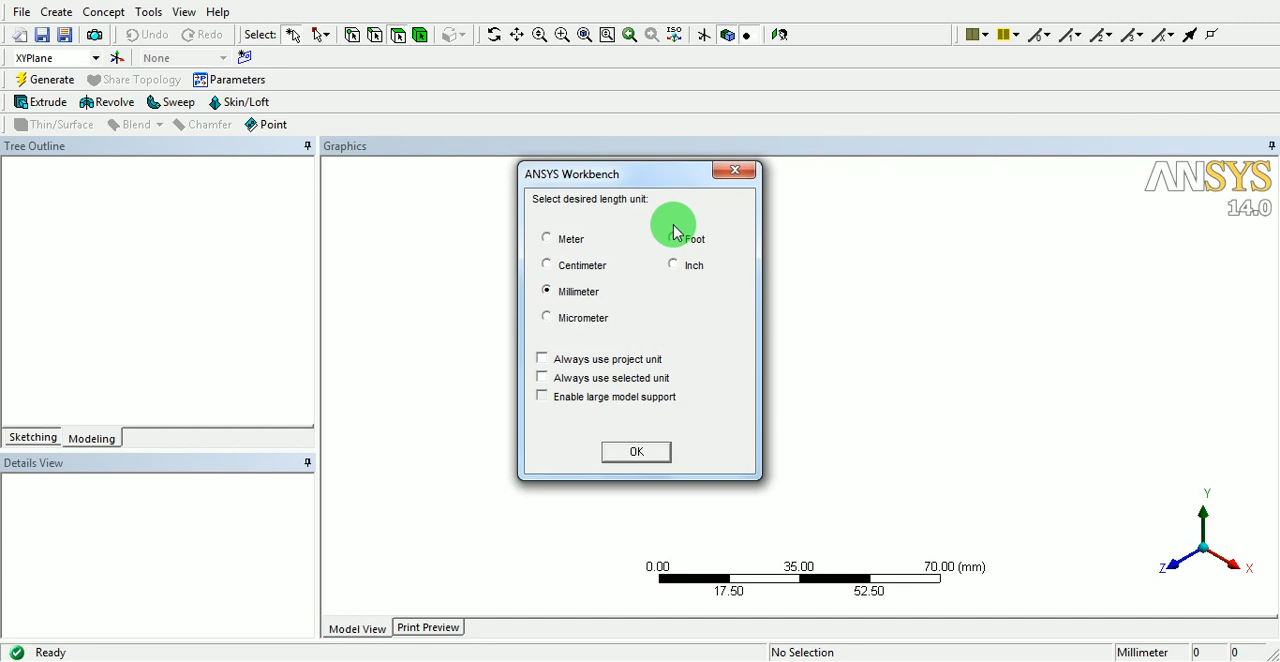 File Create Concept Tools View Help
Undo Redo Select:
XYPlane None
Generate Share Topology Parameters
Extrude Revolve Sweep Skin/Loft
Thin/Surface Blend Chamfer Point
Tree Outline
Graphics
ANSYS
14.0
ANSYS Workbench
Select desired length unit:
Meter Foot
Centimeter Inch
Millimeter
Micrometer
Always use project unit
Always use selected unit
Enable large model support
OK
Sketching Modeling
Details View
Y
Z X
0.00 35.00 70.00 (mm)
17.50 52.50
Model View Print Preview
Ready No Selection Millimeter 0 0